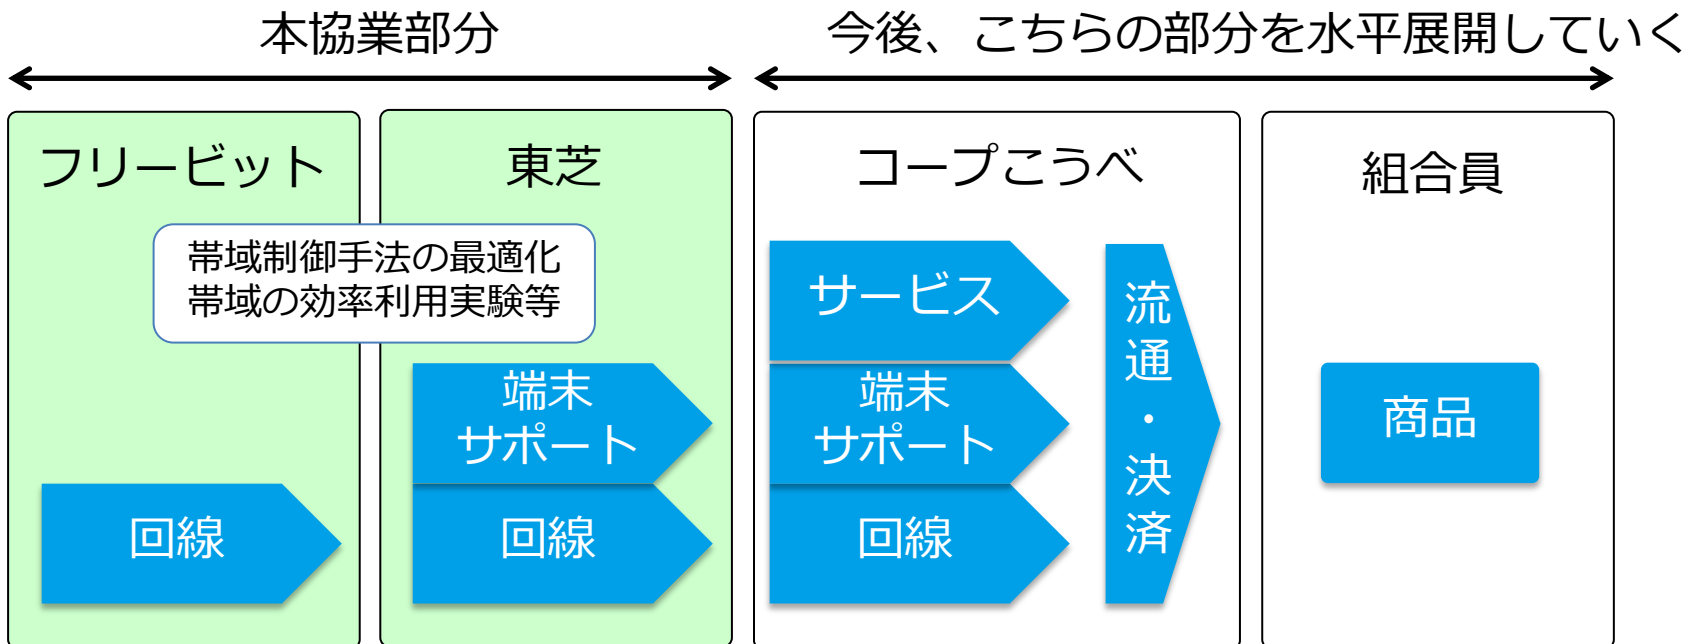 本協業部分
今後、こちらの部分を水平展開していく
フリービット
東芝
コープこうべ
組合員
帯域制御手法の最適化
帯域の効率利用実験等
回線
端末
サポート
回線
サービス
端末
サポート
回線
流通・決済
商品